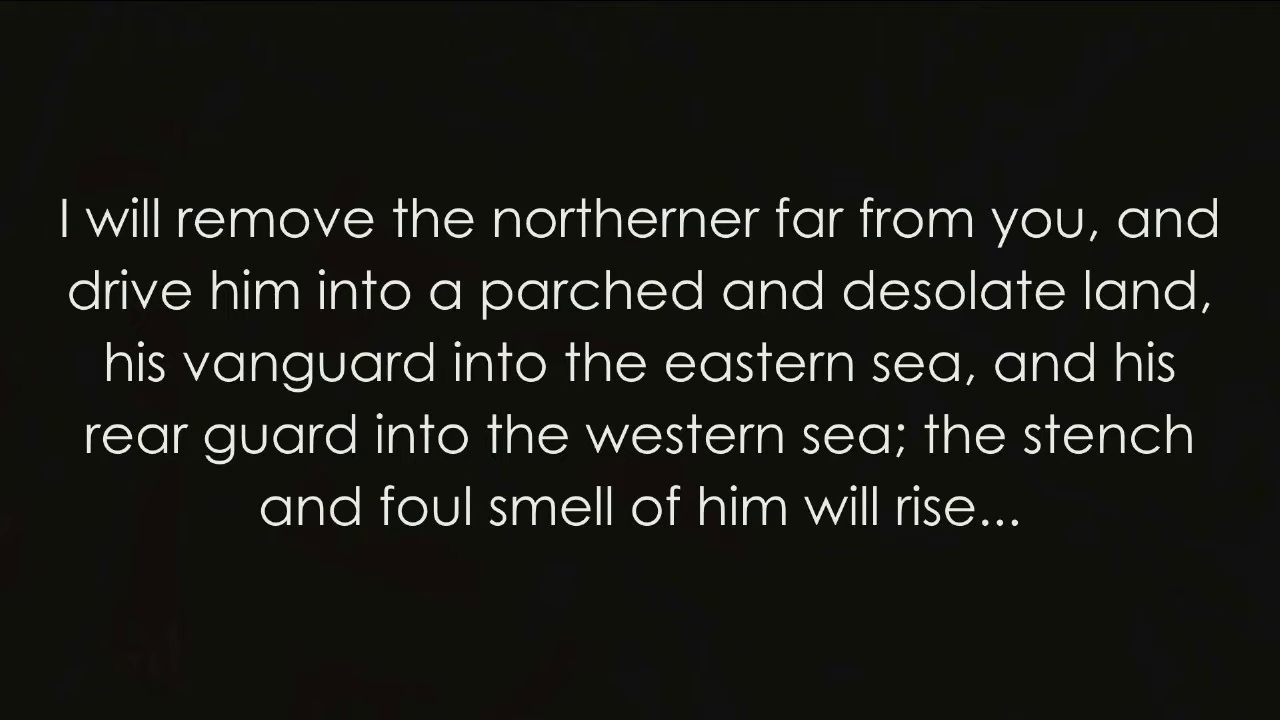 I will remove the northerner far from you, and
drive him into a parched and desolate land,
his vanguard into the eastern sea, and his
rear guard into the western sea; the stench
and foul smell of him will rise...